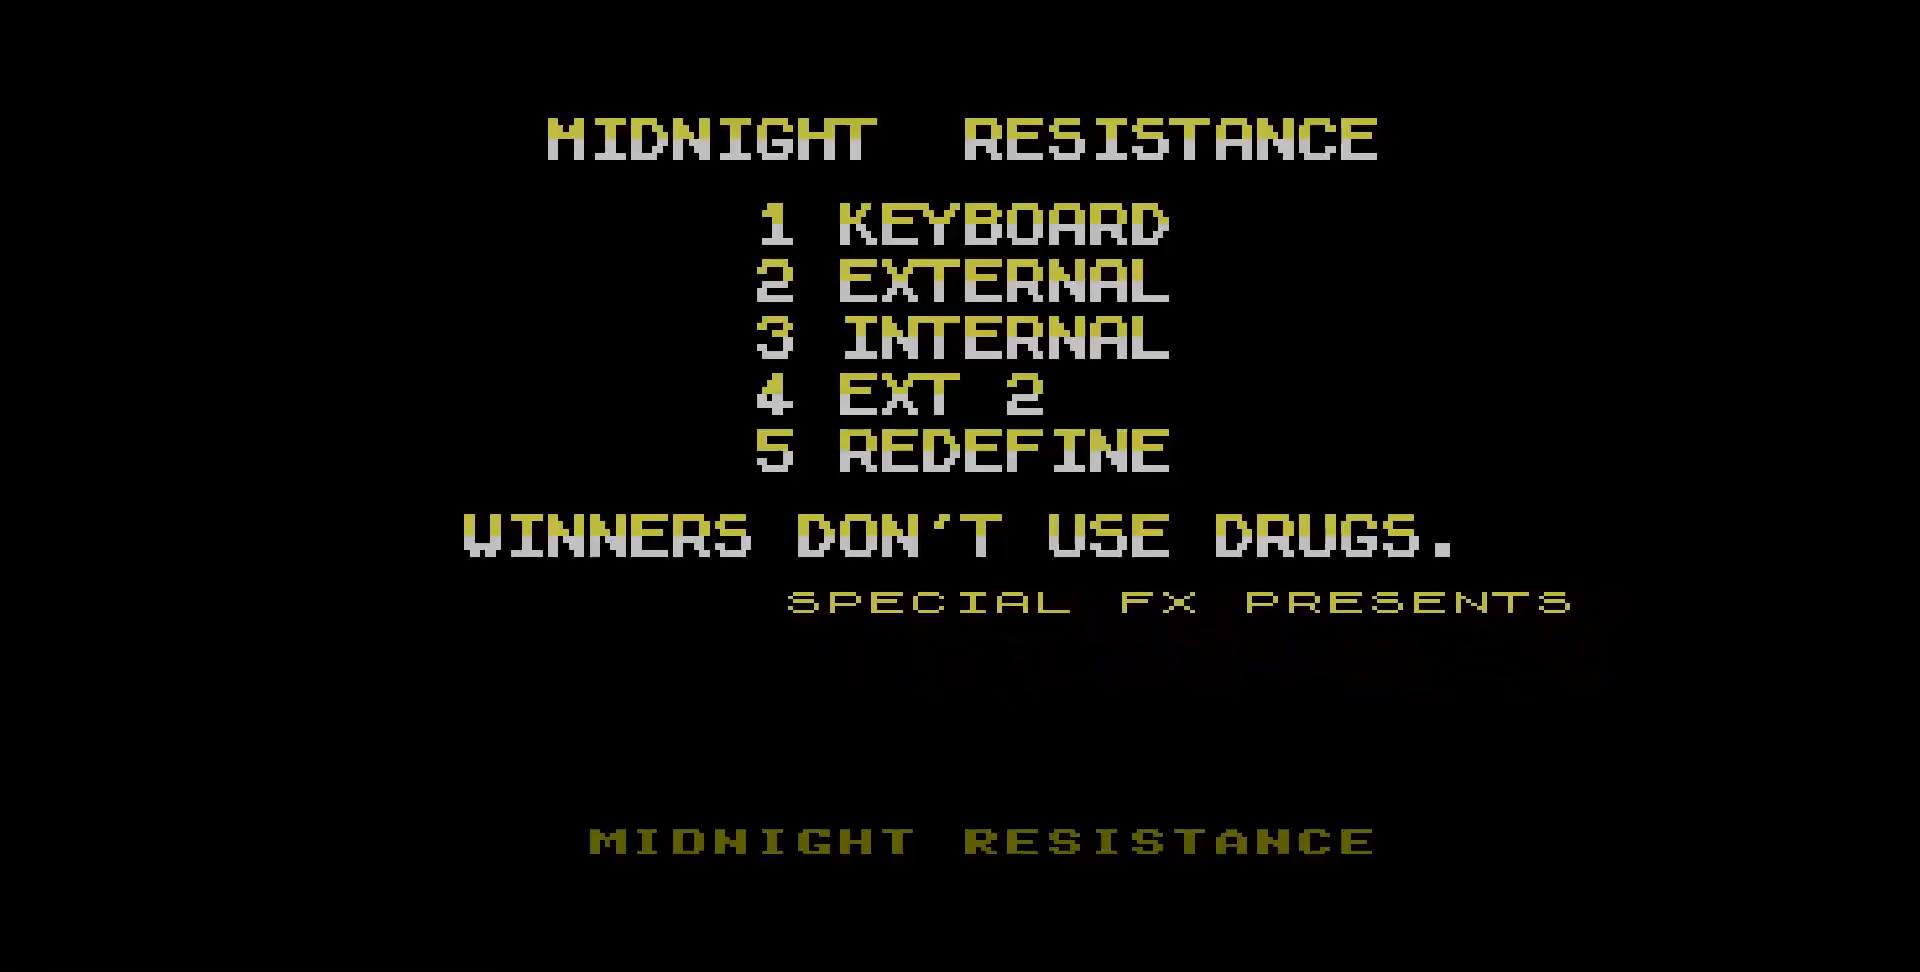 MIDNIGHT RESISTANCE
1 KEYBOARD
2 EXTERNAL
3 INTERNAL
4 EXT 2
5 REDEFINE
WINNERS DON'T USE DRUGS.
SPECIAL FX PRESENTS
MIDNIGHT RESISTANCE